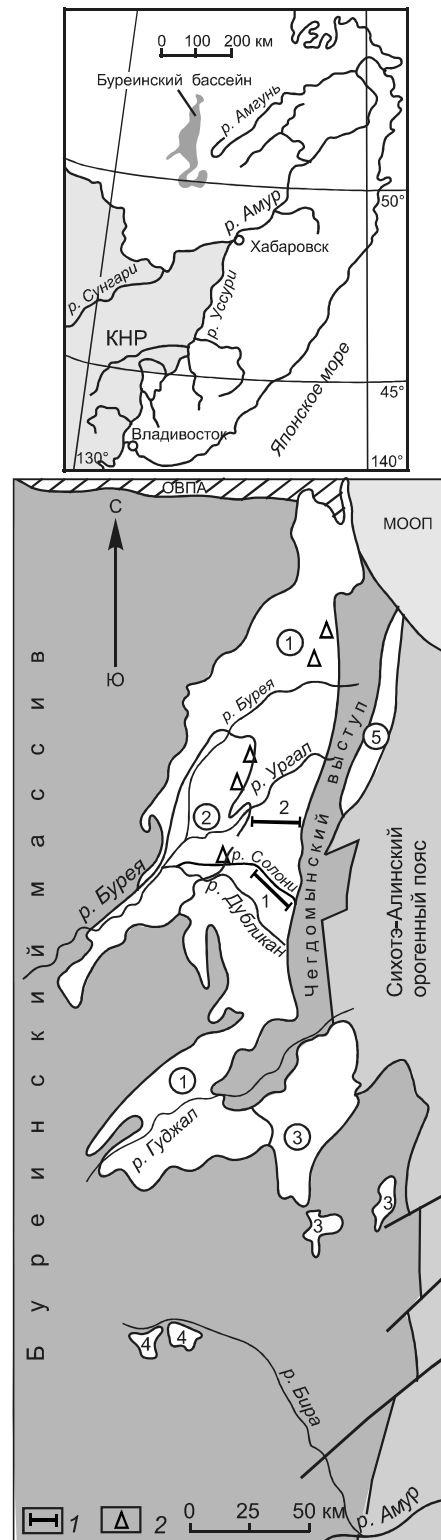 0 100 200 км
Буреинский бассейн
р. Амгунь
50°
р. Амур
Хабаровск
р. Сунгари
р. Уссури
КНР
45°
Японское море
Владивосток
130°
140°
ОВПА
МООП
С
Ю
1
р. Бурея
5
р. Ургал
2
2
р. Солони
1
р. Бурея
р. Дубликан
Чегдомынский выступ
Сихотэ-Алинский
орогенный пояс
Буреинский массив
1
3
р. Гуджал
3
3
4
4
р. Бира
р. Амур
1
2
0 25 50 км